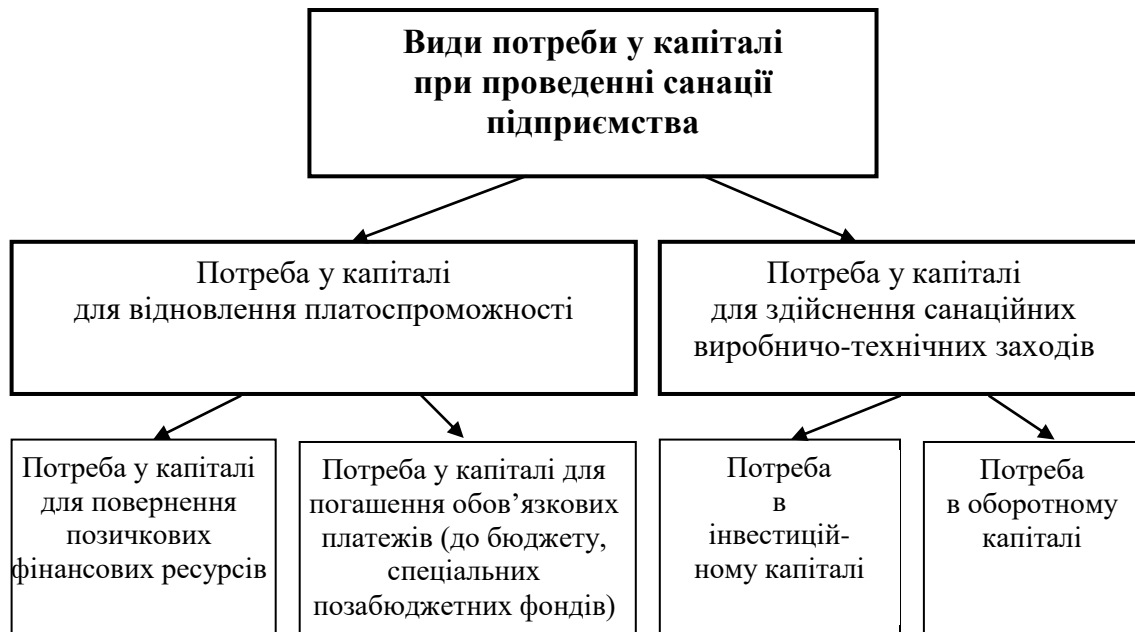 Види потреби у капіталі
при проведенні санації
підприємства
Потреба у капіталі
для відновлення платоспроможності
Потреба у капіталі
для здійснення санаційних
виробничо-технічних заходів
Потреба у капіталі
для повернення
позичкових
фінансових ресурсів
Потреба у капіталі для
погашення обов’язкових
платежів (до бюджету,
спеціальних
позабюджетних фондів)
Потреба
в
інвестицій-
ному капіталі
Потреба
в оборотному
капіталі